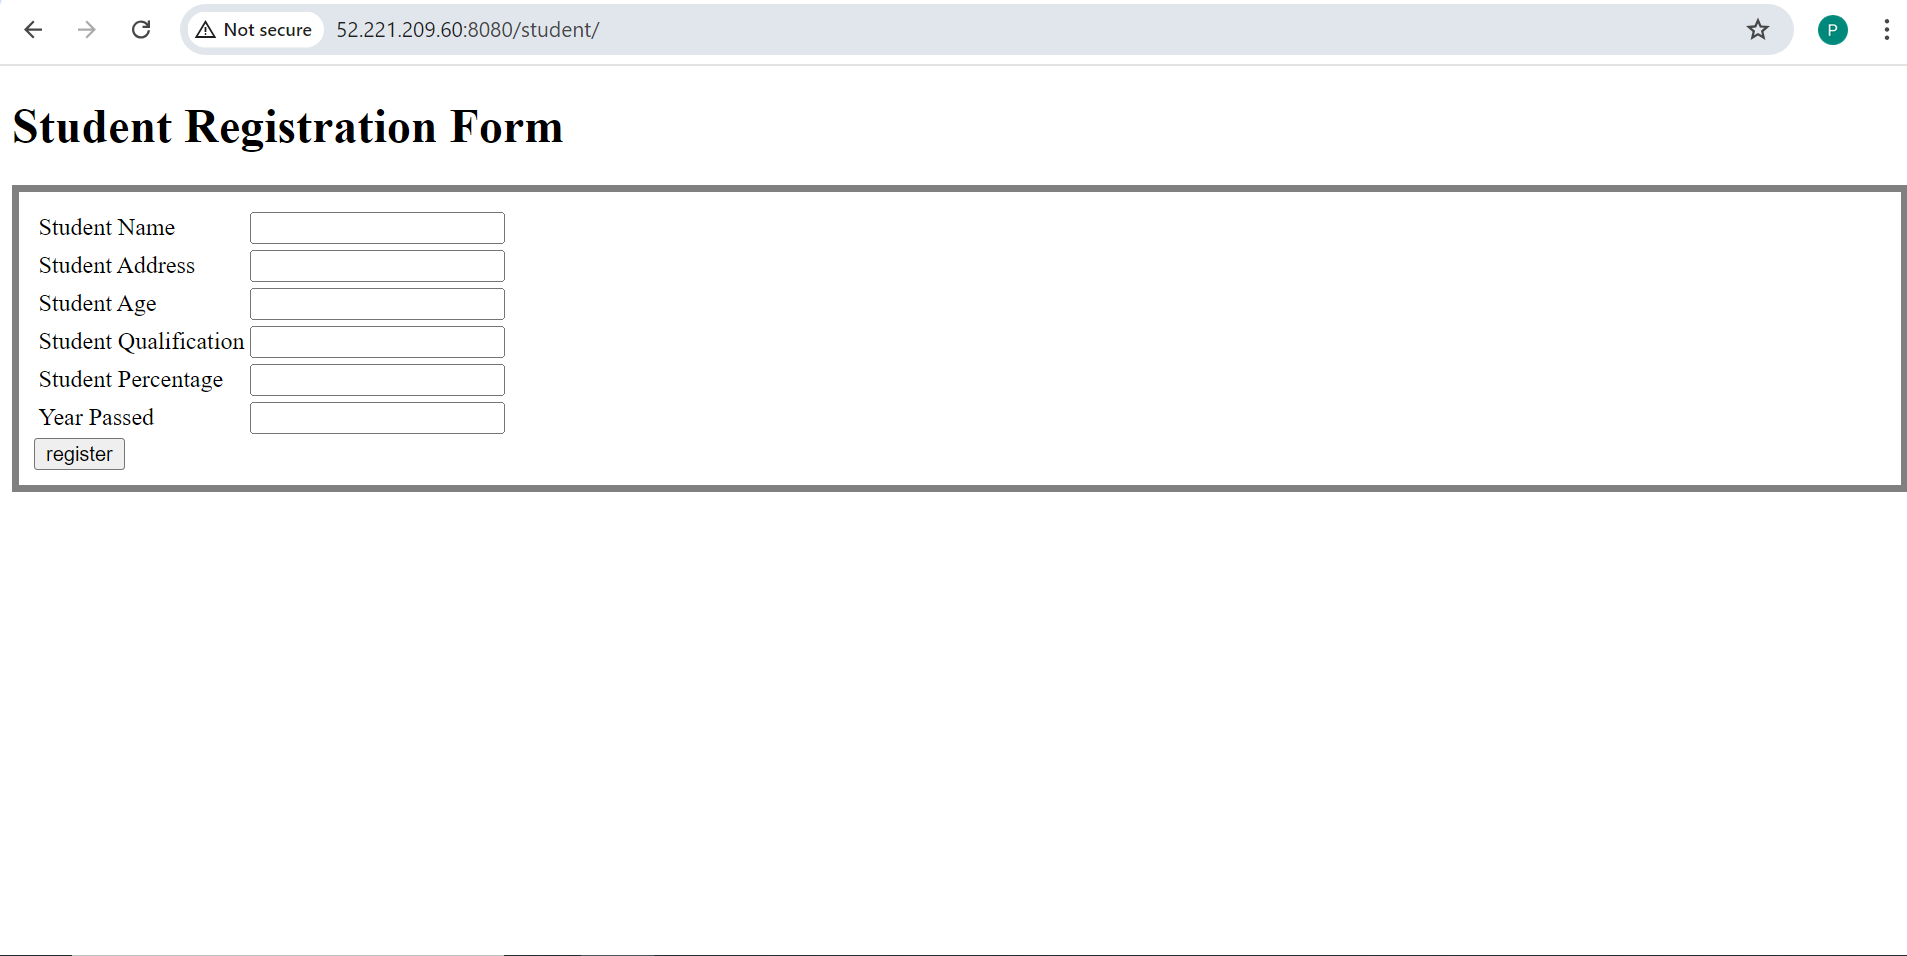 Not secure 52.221.209.60:8080/student/ P
Student Registration Form
Student Name
Student Address
Student Age
Student Qualification
Student Percentage
Year Passed
register